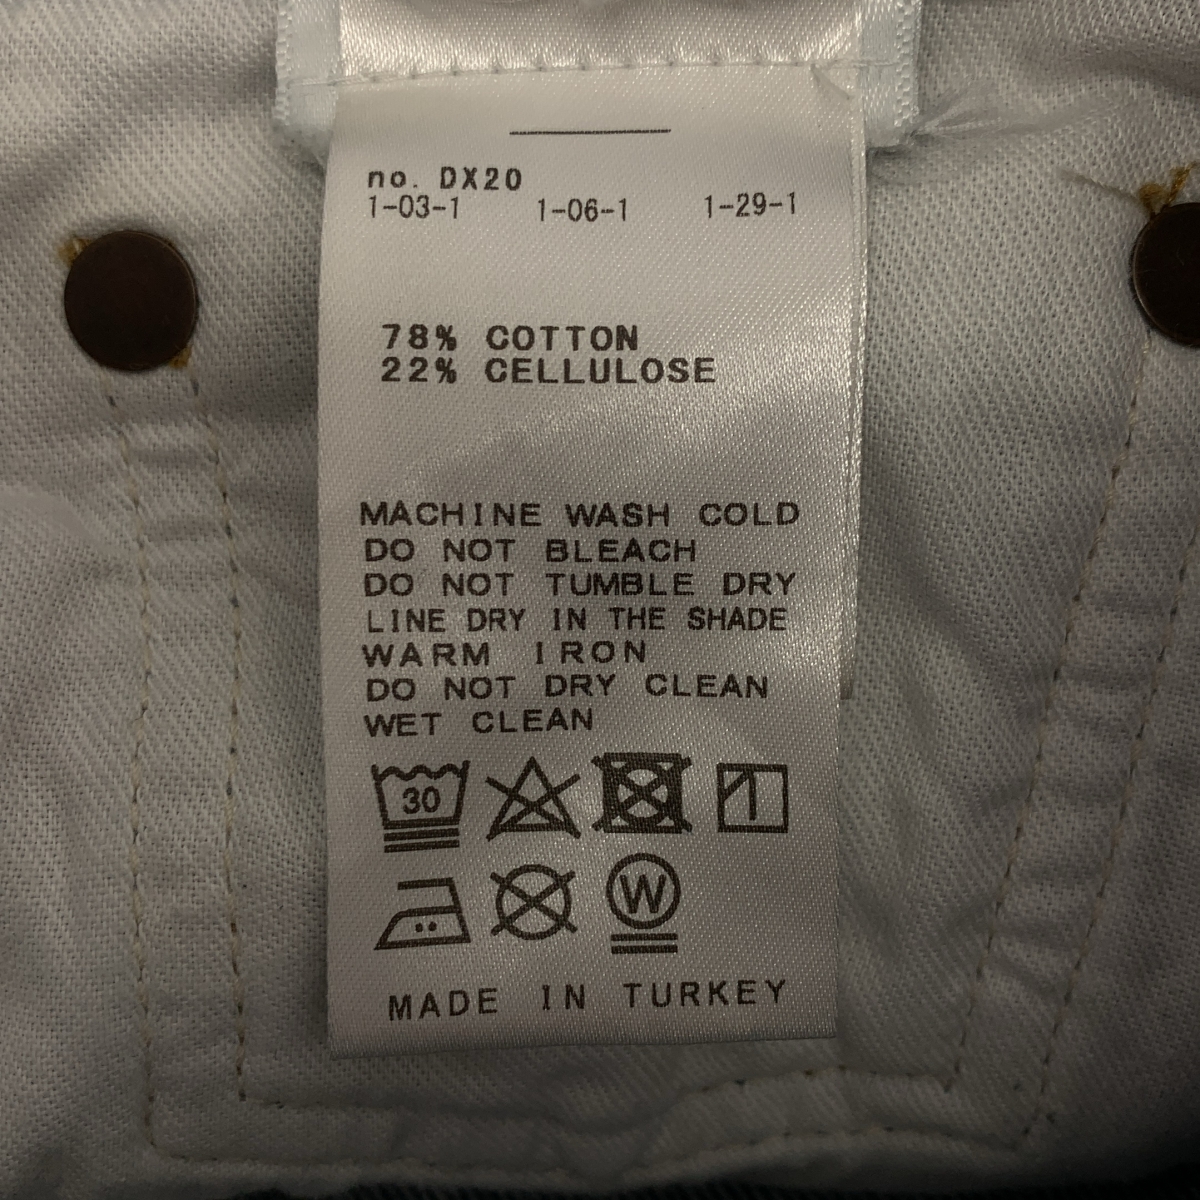 no. DX20
1-03-1 1-06-1 1-29-1
78% COTTON
22% CELLULOSE
MACHINE WASH COLD
DO NOT BLEACH
DO NOT TUMBLE DRY
LINE DRY IN THE SHADE
WARM IRON
DO NOT DRY CLEAN
WET CLEAN
30
W
MADE IN TURKEY